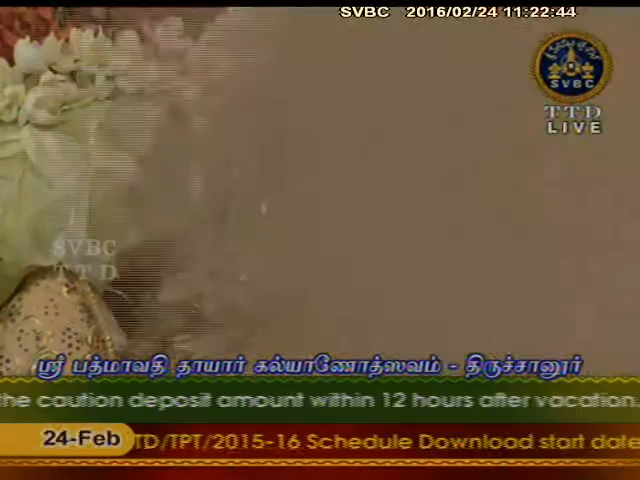 SVBC 2016/02/24 11:22:44
SVBC
TTD
LIVE
SVBC
TTD
ஸ்ரீ பத்மாவதி தாயார் கல்யாணோத்ஸவம் - திருச்சானூர்
the caution deposit amount within 12 hours after vacation.
24-Feb TD/TPT/2015-16 Schedule Download start date